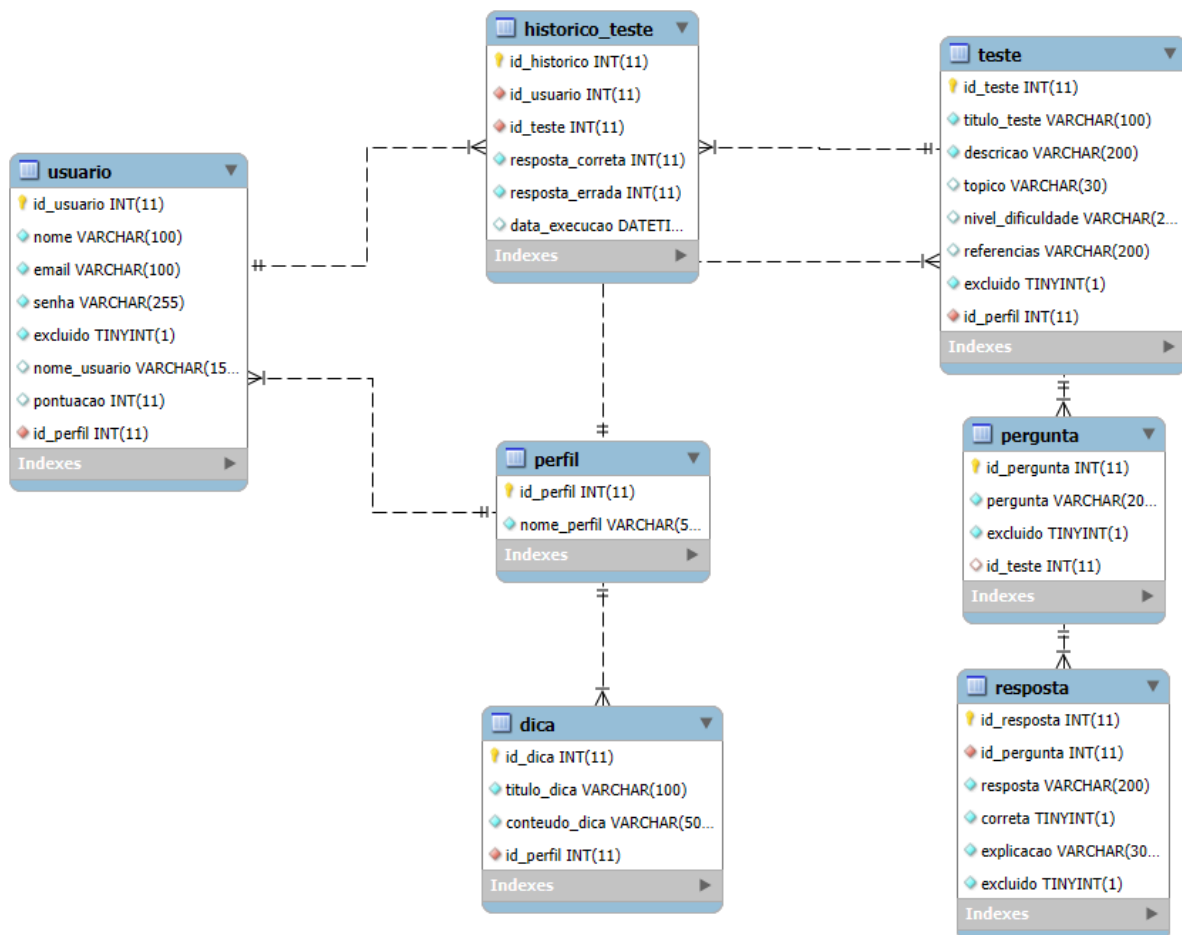 historico_teste
id_historico INT(11)
id_usuario INT(11)
id_teste INT(11)
resposta_correta INT(11)
resposta_errada INT(11)
data_execucao DATETI...
Indexes
teste
id_teste INT(11)
titulo_teste VARCHAR(100)
descricao VARCHAR(200)
topico VARCHAR(30)
nivel_dificuldade VARCHAR(2...
referencias VARCHAR(200)
excluido TINYINT(1)
id_perfil INT(11)
Indexes
usuario
id_usuario INT(11)
nome VARCHAR(100)
email VARCHAR(100)
senha VARCHAR(255)
excluido TINYINT(1)
nome_usuario VARCHAR(15...
pontuacao INT(11)
id_perfil INT(11)
Indexes
perfil
id_perfil INT(11)
nome_perfil VARCHAR(5...
Indexes
pergunta
id_pergunta INT(11)
pergunta VARCHAR(20...
excluido TINYINT(1)
id_teste INT(11)
Indexes
dica
id_dica INT(11)
titulo_dica VARCHAR(100)
conteudo_dica VARCHAR(50...
id_perfil INT(11)
Indexes
resposta
id_resposta INT(11)
id_pergunta INT(11)
resposta VARCHAR(200)
correta TINYINT(1)
explicacao VARCHAR(30...
excluido TINYINT(1)
Indexes